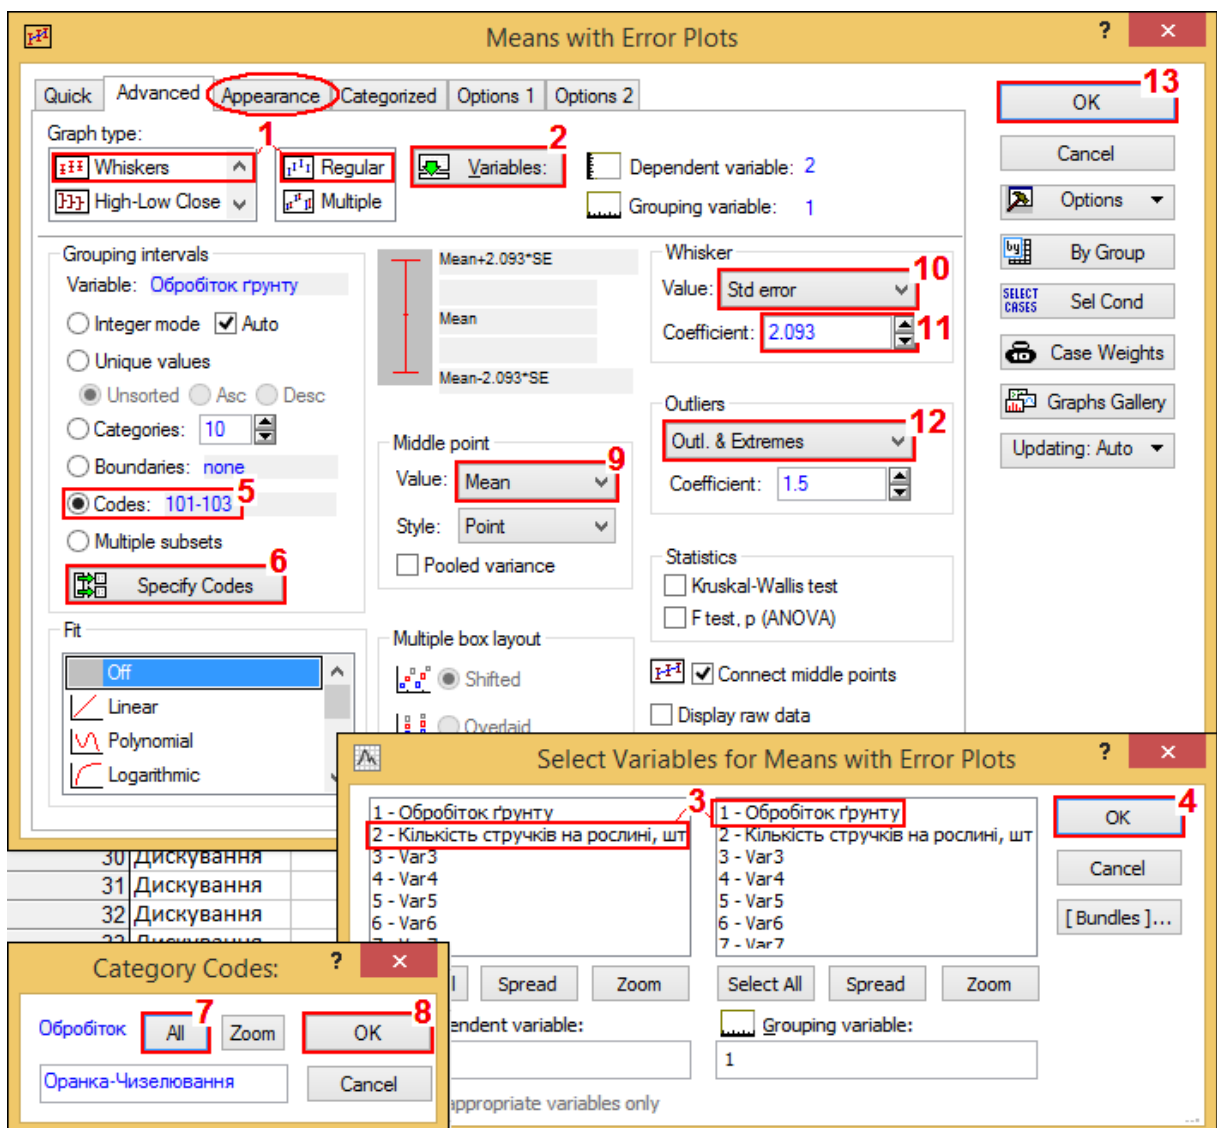 Means with Error Plots ?
Quick Advanced Appearance Categorized Options 1 Options 2
13
OK
Cancel
Options
By Group
SELECT CASES Sel Cond
Case Weights
Graphs Gallery
Updating: Auto
Graph type:
1
Whiskers
High-Low Close
Regular
Multiple
2
Variables:
Dependent variable: 2
Grouping variable: 1
Grouping intervals
Variable: Обробіток ґрунту
Integer mode Auto
Unique values
Unsorted Asc Desc
Categories: 10
Boundaries: none
5
Codes: 101-103
Multiple subsets
6
Specify Codes
Fit
Off
Linear
Polynomial
Logarithmic
Mean+2.093*SE
Mean
Mean-2.093*SE
Middle point
9
Value: Mean
Style: Point
Pooled variance
Multiple box layout
Shifted
Overlaid
Whisker
10
Value: Std error
11
Coefficient: 2.093
Outliers
12
Outl. & Extremes
Coefficient: 1.5
Statistics
Kruskal-Wallis test
F test, p (ANOVA)
Connect middle points
Display raw data
30 Дискування
31 Дискування
32 Дискування
Select Variables for Means with Error Plots ?
3
1 - Обробіток ґрунту
2 - Кількість стручків на рослині, шт
3 - Var3
4 - Var4
5 - Var5
6 - Var6
7 - Var7
1 - Обробіток ґрунту
2 - Кількість стручків на рослині, шт
3 - Var3
4 - Var4
5 - Var5
6 - Var6
7 - Var7
4
OK
Cancel
[ Bundles ]...
Spread Zoom
Select All Spread Zoom
endent variable:
Grouping variable:
1
appropriate variables only
Category Codes: ?
7
8
Обробіток All Zoom OK
Оранка-Чизелювання Cancel